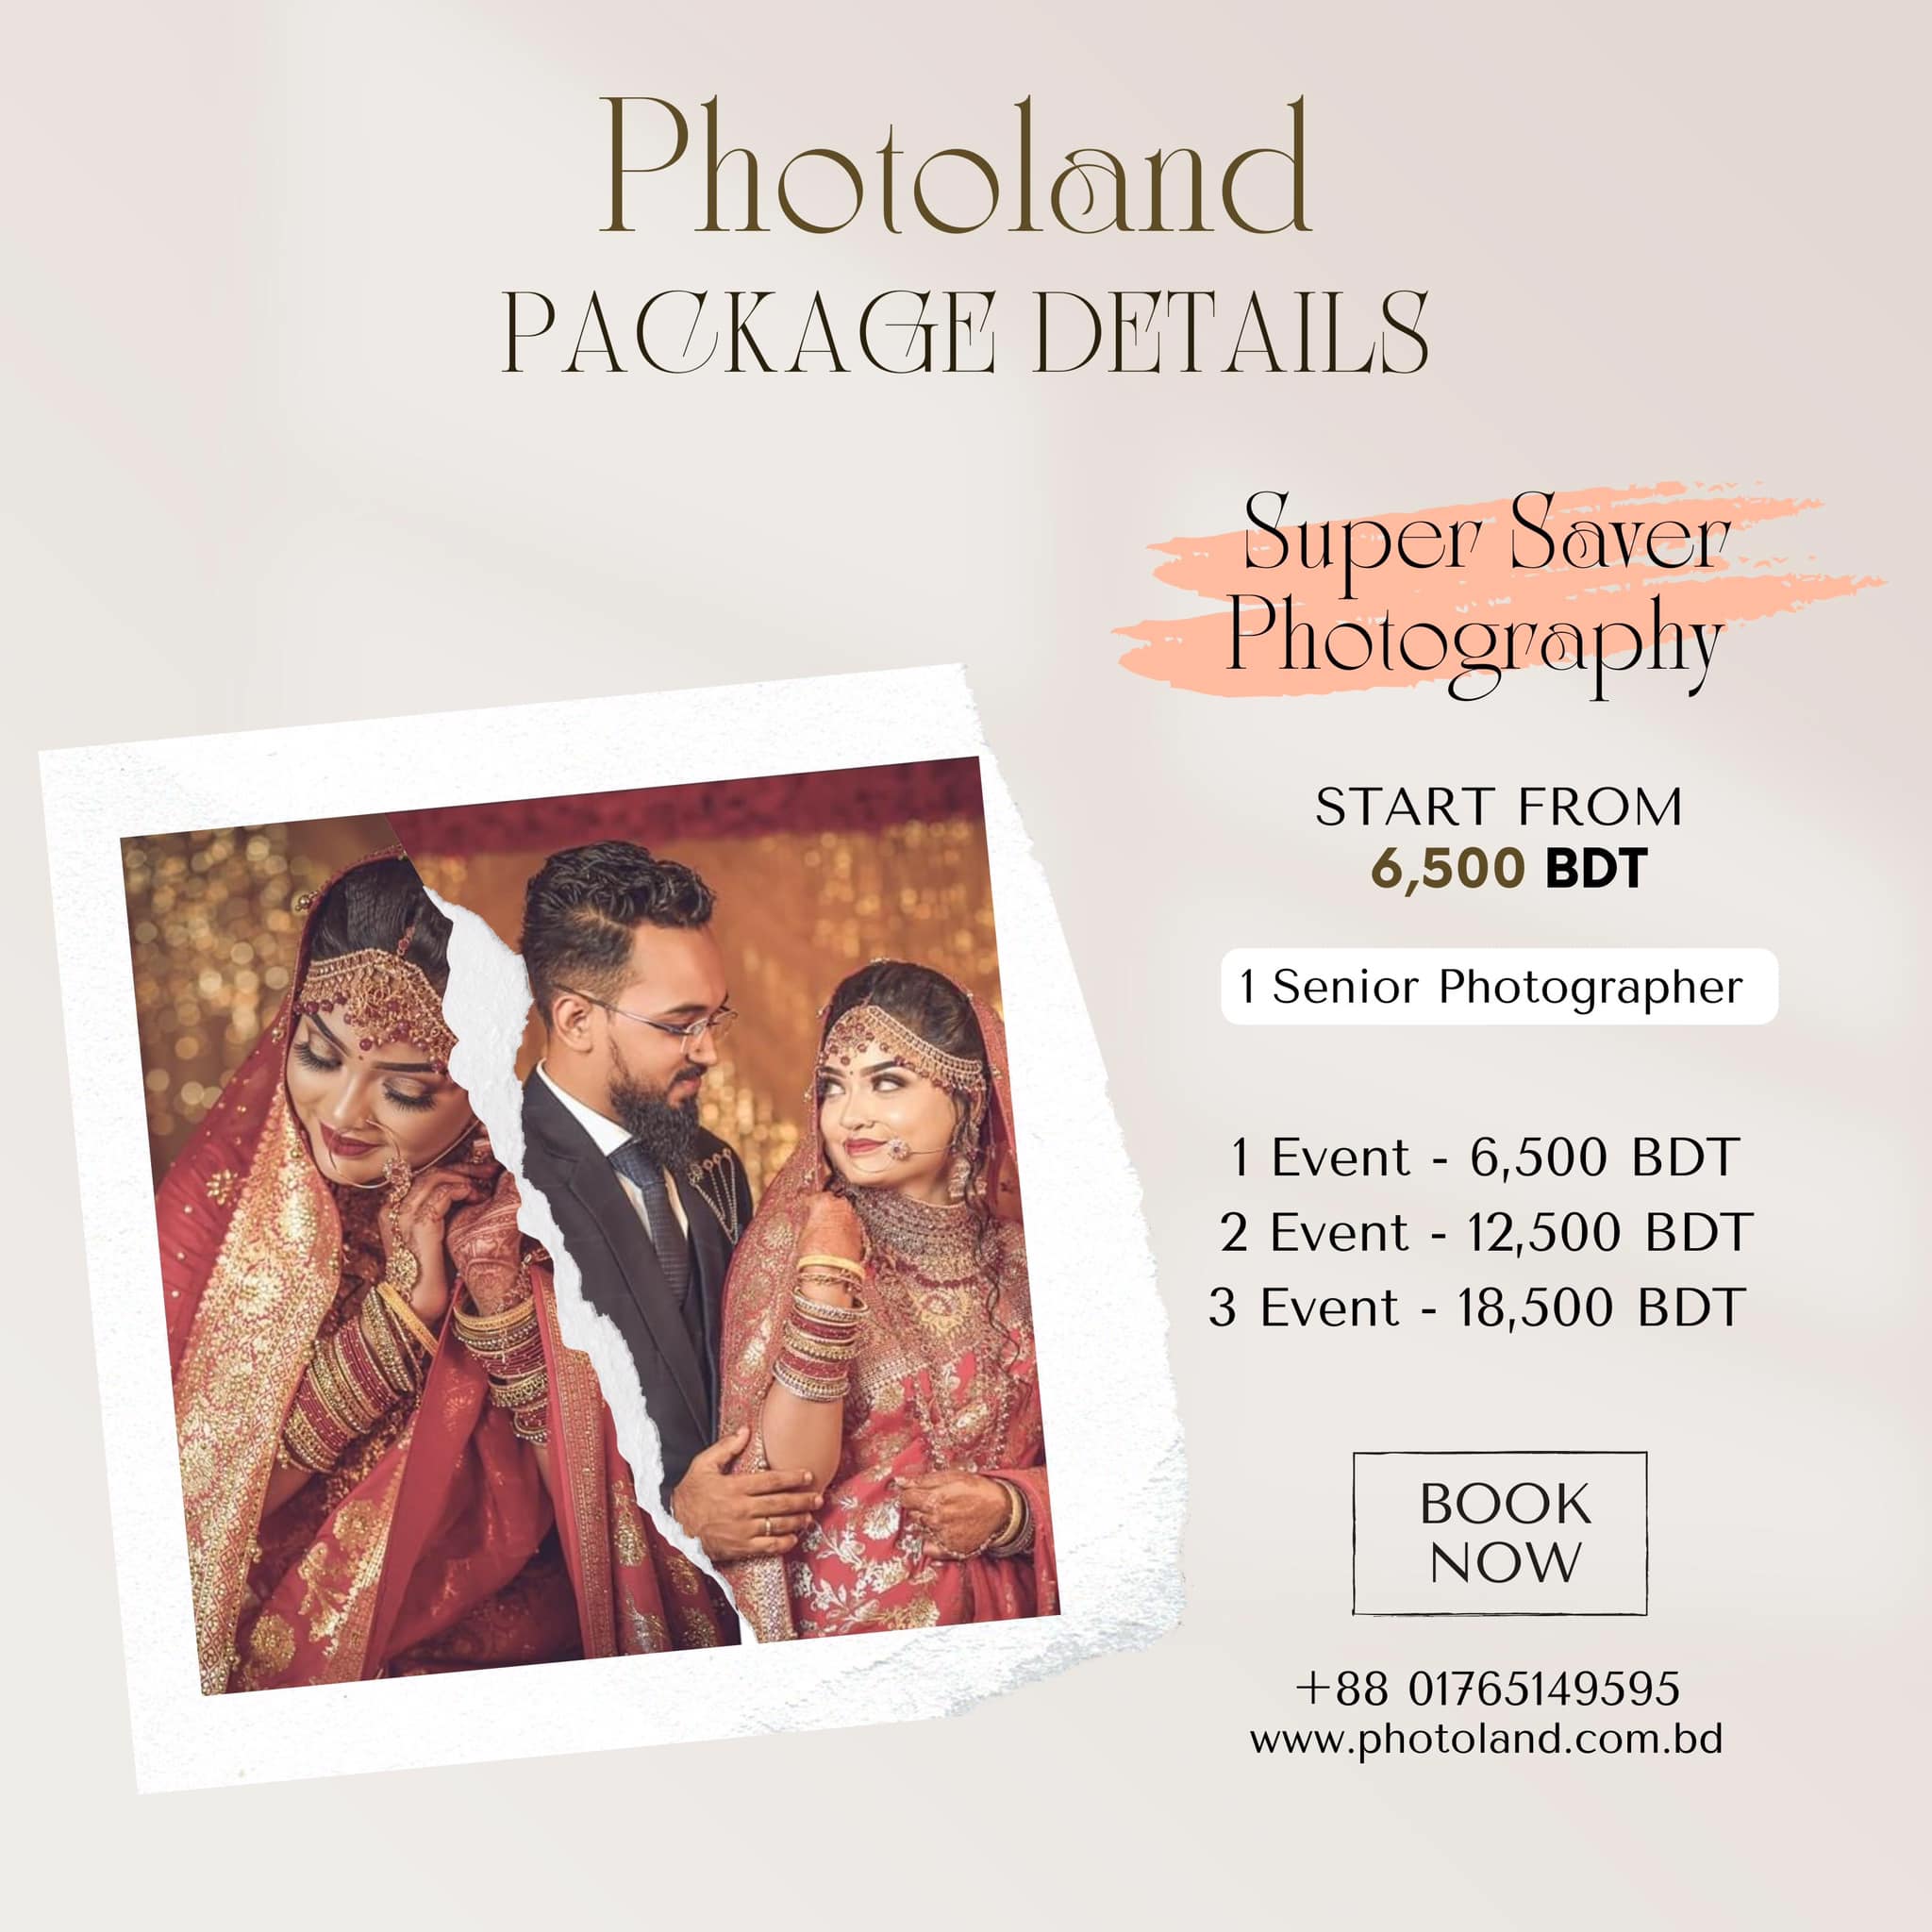 Photoland
PACKAGE DETAILS
Super Saver
Photography
START FROM
6,500 BDT
1 Senior Photographer
1 Event - 6,500 BDT
2 Event - 12,500 BDT
3 Event - 18,500 BDT
BOOK
NOW
+88 01765149595
www.photoland.com.bd